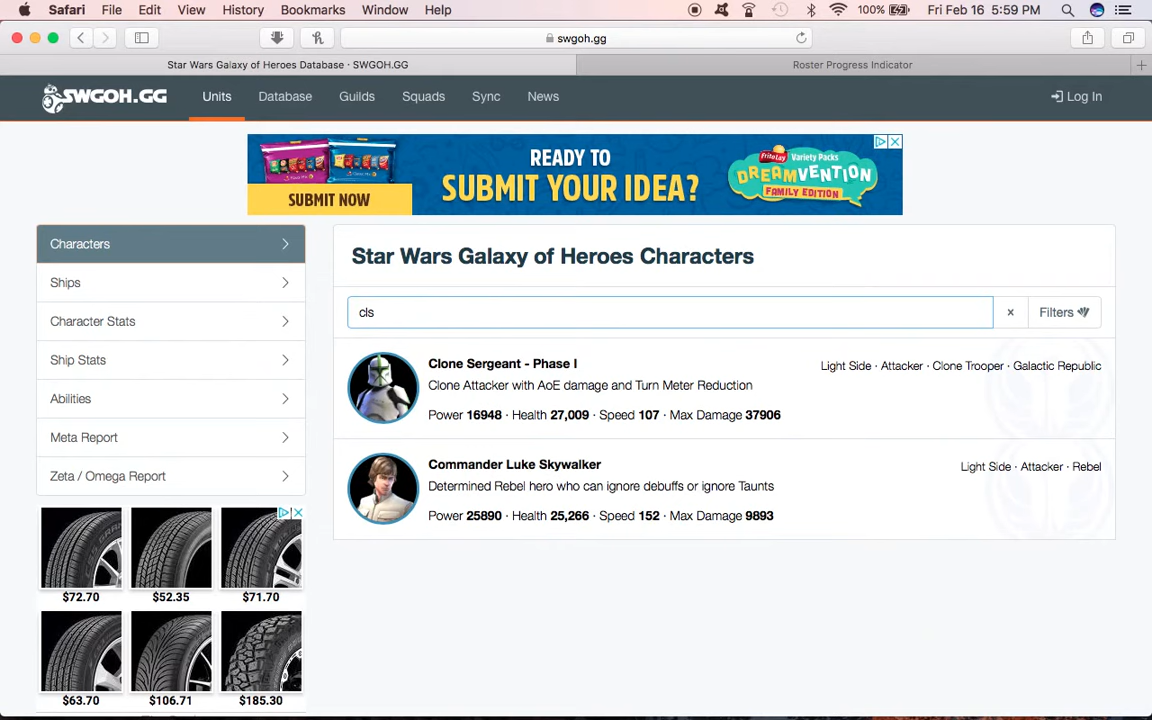 Safari File Edit View History Bookmarks Window Help 100% Fri Feb 16 5:59 PM
swgoh.gg
Star Wars Galaxy of Heroes Database · SWGOH.GG Roster Progress Indicator
SWGOH.GG Units Database Guilds Squads Sync News Log In
READY TO
SUBMIT YOUR IDEA?
SUBMIT NOW
FritoLay Variety Packs
DREAMVENTION
FAMILY EDITION
Characters
Ships
Character Stats
Ship Stats
Abilities
Meta Report
Zeta / Omega Report
$72.70 $52.35 $71.70
$63.70 $106.71 $185.30
Star Wars Galaxy of Heroes Characters
cls × Filters
Clone Sergeant - Phase I
Light Side · Attacker · Clone Trooper · Galactic Republic
Clone Attacker with AoE damage and Turn Meter Reduction
Power 16948 · Health 27,009 · Speed 107 · Max Damage 37906
Commander Luke Skywalker
Light Side · Attacker · Rebel
Determined Rebel hero who can ignore debuffs or ignore Taunts
Power 25890 · Health 25,266 · Speed 152 · Max Damage 9893